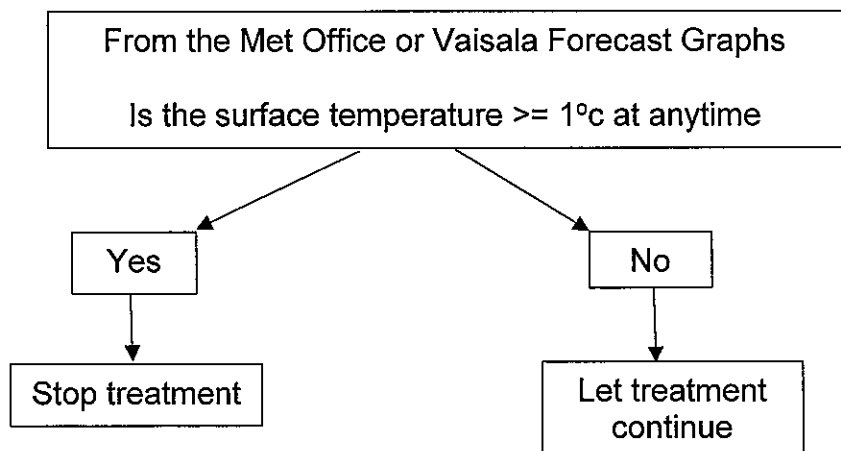 From the Met Office or Vaisala Forecast Graphs
Is the surface temperature >= 1ºc at anytime
Yes
No
Stop treatment
Let treatment
continue